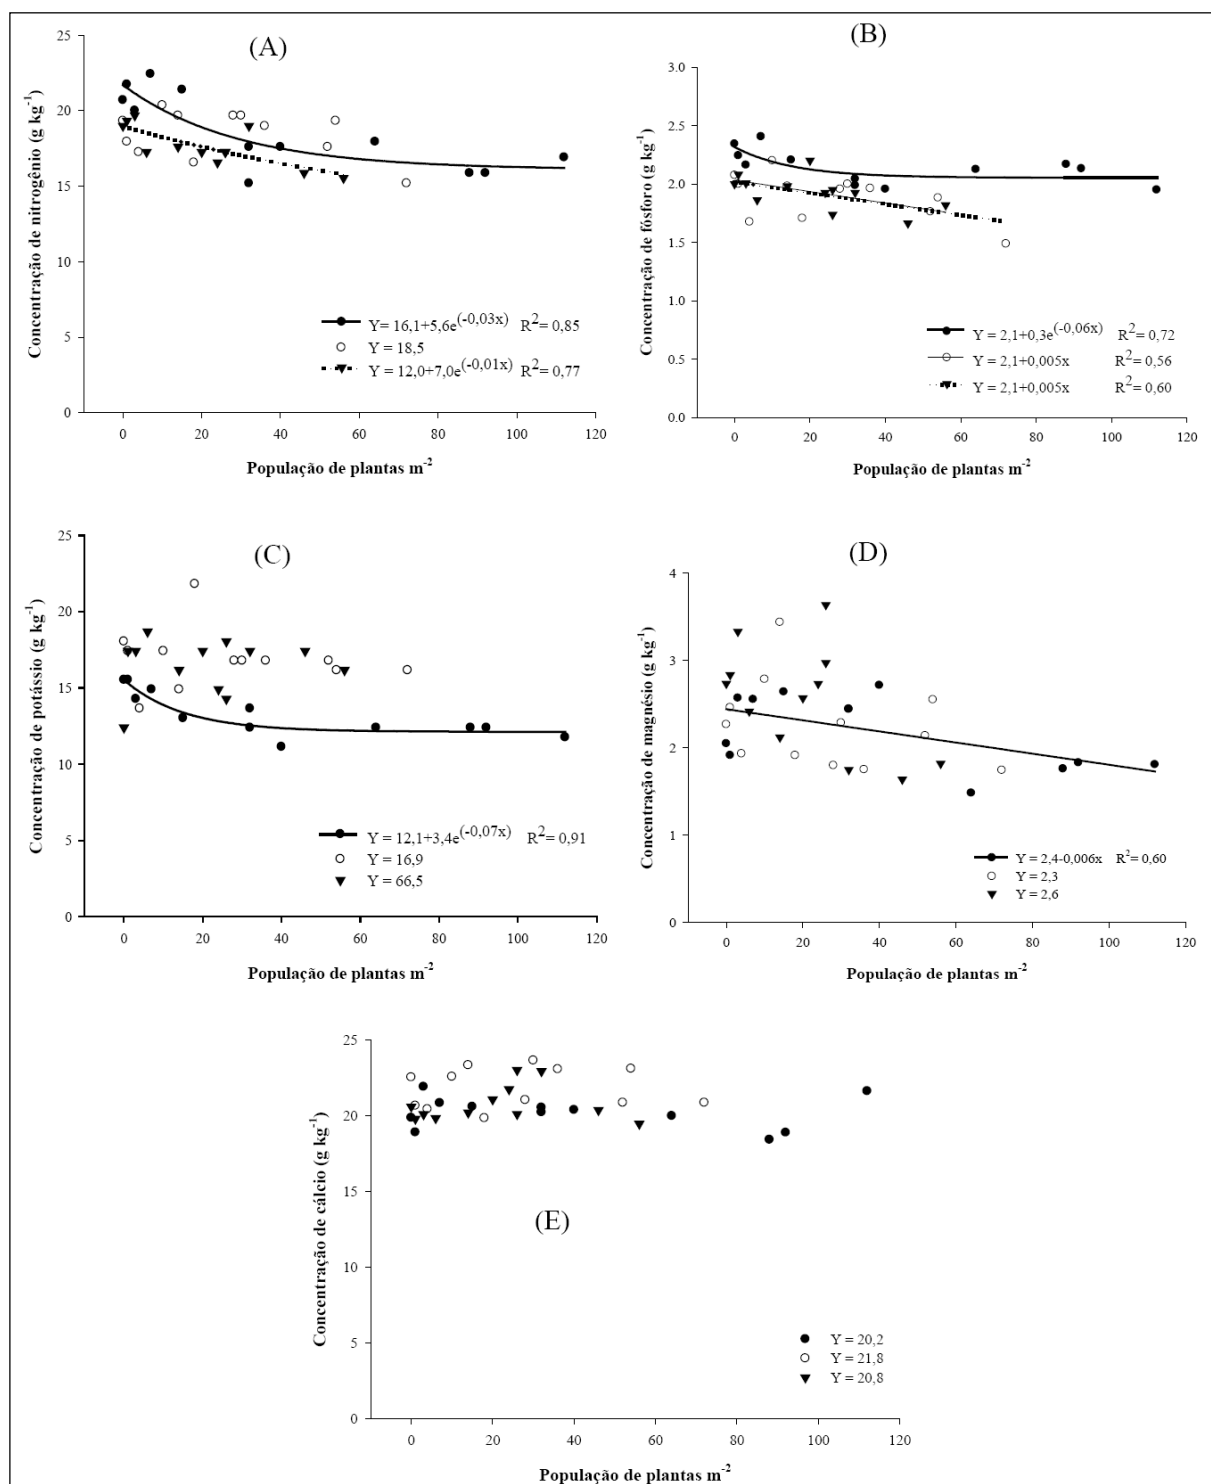 (A)
Concentração de nitrogênio (g kg-1)
25
20
15
10
5
0
Y= 16,1+5,6e(-0,03x) R2= 0,85
Y = 18,5
Y = 12,0+7,0e(-0,01x) R2= 0,77
0 20 40 60 80 100 120
População de plantas m-2
(B)
Concentração de fósforo (g kg-1)
3.0
2.5
2.0
1.5
1.0
0.5
0.0
Y = 2,1+0,3e(-0,06x) R2= 0,72
Y = 2,1+0,005x R2= 0,56
Y = 2,1+0,005x R2= 0,60
0 20 40 60 80 100 120
População de plantas m-2
(C)
Concentração de potássio (g kg-1)
25
20
15
10
5
0
Y = 12,1+3,4e(-0,07x) R2= 0,91
Y = 16,9
Y = 66,5
0 20 40 60 80 100 120
População de plantas m-2
(D)
Concentração de magnésio (g kg-1)
4
3
2
1
0
Y = 2,4-0,006x R2= 0,60
Y = 2,3
Y = 2,6
0 20 40 60 80 100 120
População de plantas m-2
(E)
Concentração de cálcio (g kg-1)
25
20
15
10
5
0
Y = 20,2
Y = 21,8
Y = 20,8
0 20 40 60 80 100 120
População de plantas m-2